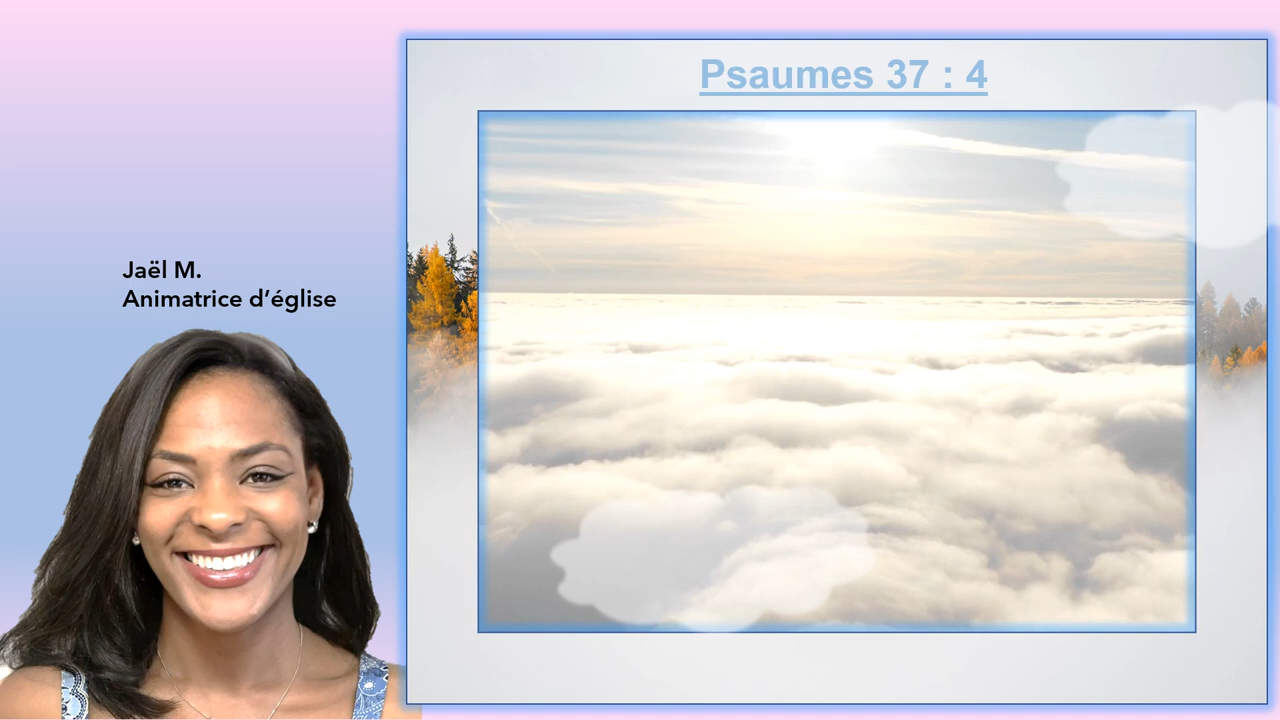 Psaumes 37 : 4
Jaël M.
Animatrice d’église